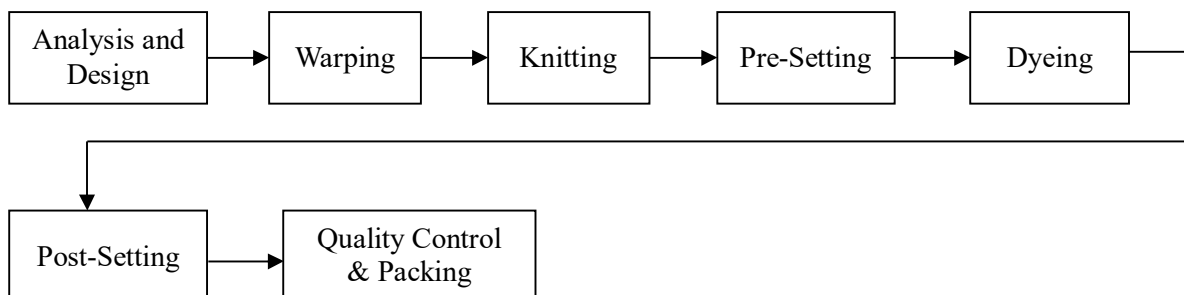 Analysis and
Design
Warping
Knitting
Pre-Setting
Dyeing
Post-Setting
Quality Control
& Packing